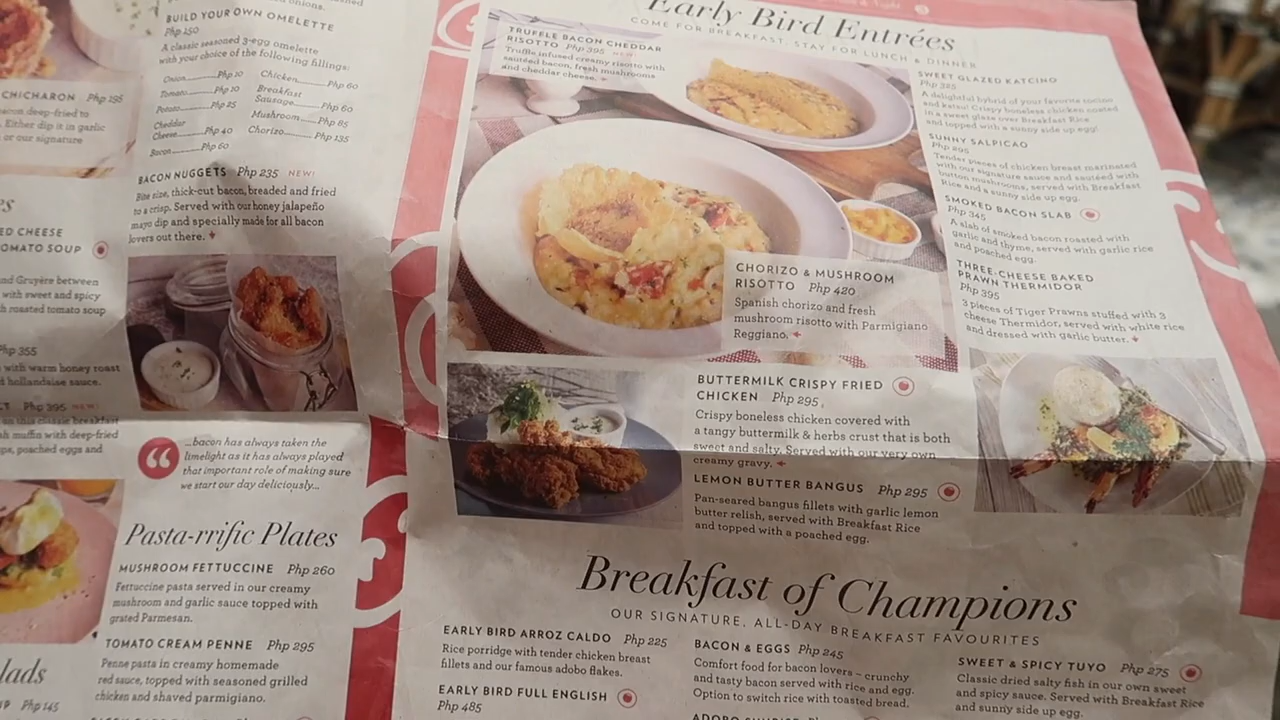 onions.
BUILD YOUR OWN OMELETTE
Php 150
A classic seasoned 3-egg omelette
with your choice of the following fillings:
Onion Php 10
Tomato Php 10
Potato Php 25
Cheddar
Cheese Php 40
Bacon Php 60
Chicken Php 60
Breakfast
Sausage Php 60
Mushroom Php 85
Chorizo Php 135
CHICHARON Php 198
bacon deep-fried to
. Either dip it in garlic
or our signature
BACON NUGGETS Php 235 NEW!
Bite size, thick-cut bacon, breaded and fried
to a crisp. Served with our honey jalapeño
mayo dip and specially made for all bacon
lovers out there.
ED CHEESE
OMATO SOUP
nd Gruyère between
with sweet and spicy
h roasted tomato soup
Php 355
with warm honey roast
d hollandaise sauce.
CT Php 395 NEW!
on this classic breakfast
sh muffin with deep-fried
ps, poached eggs and
...bacon has always taken the
limelight as it has always played
that important role of making sure
we start our day deliciously...
Pasta-rrific Plates
MUSHROOM FETTUCCINE Php 260
Fettuccine pasta served in our creamy
mushroom and garlic sauce topped with
grated Parmesan.
TOMATO CREAM PENNE Php 295
Penne pasta in creamy homemade
red sauce, topped with seasoned grilled
chicken and shaved parmigiano.
lads
Php 145
Early Bird Entrées
COME FOR BREAKFAST, STAY FOR LUNCH & DINNER
TRUFFLE BACON CHEDDAR
RISOTTO Php 395 NEW!
Truffle infused creamy risotto with
sautéed bacon, fresh mushrooms
and cheddar cheese.
CHORIZO & MUSHROOM
RISOTTO Php 420
Spanish chorizo and fresh
mushroom risotto with Parmigiano
Reggiano.
SWEET GLAZED KATCINO
Php 325
A delightful hybrid of your favorite tocino
and katsu! Crispy boneless chicken coated
in a sweet glaze over Breakfast Rice
and topped with a sunny side up egg!
SUNNY SALPICAO
Php 295
Tender pieces of chicken breast marinated
with our signature sauce and sautéed with
button mushrooms, served with Breakfast
Rice and a sunny side up egg.
SMOKED BACON SLAB
Php 345
A slab of smoked bacon roasted with
garlic and thyme, served with garlic rice
and poached egg.
THREE-CHEESE BAKED
PRAWN THERMIDOR
Php 395
3 pieces of Tiger Prawns stuffed with 3
cheese Thermidor, served with white rice
and dressed with garlic butter.
BUTTERMILK CRISPY FRIED
CHICKEN Php 295
Crispy boneless chicken covered with
a tangy buttermilk & herbs crust that is both
sweet and salty. Served with our very own
creamy gravy.
LEMON BUTTER BANGUS Php 295
Pan-seared bangus fillets with garlic lemon
butter relish, served with Breakfast Rice
and topped with a poached egg.
Breakfast of Champions
OUR SIGNATURE, ALL-DAY BREAKFAST FAVOURITES
EARLY BIRD ARROZ CALDO Php 225
Rice porridge with tender chicken breast
fillets and our famous adobo flakes.
EARLY BIRD FULL ENGLISH
Php 485
BACON & EGGS Php 245
Comfort food for bacon lovers – crunchy
and tasty bacon served with rice and egg.
Option to switch rice with toasted bread.
SWEET & SPICY TUYO Php 275
Classic dried salty fish in our own sweet
and spicy sauce. Served with Breakfast
Rice and sunny side up egg.